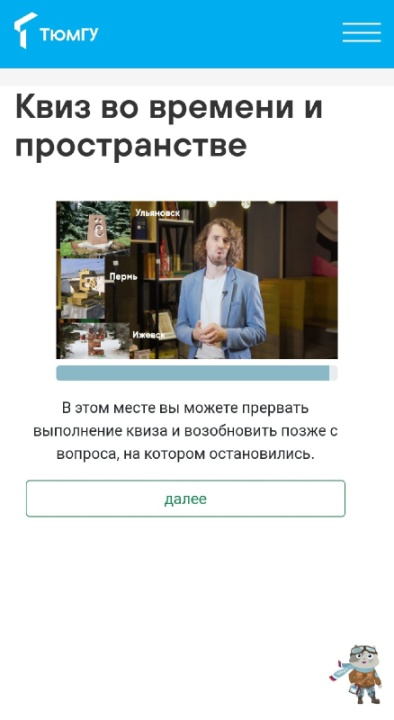 ТюмГУ
Квиз во времени и
пространстве
Ульяновск
Ё
Пермь
Ижевск
В этом месте вы можете прервать
выполнение квиза и возобновить позже с
вопроса, на котором остановились.
далее